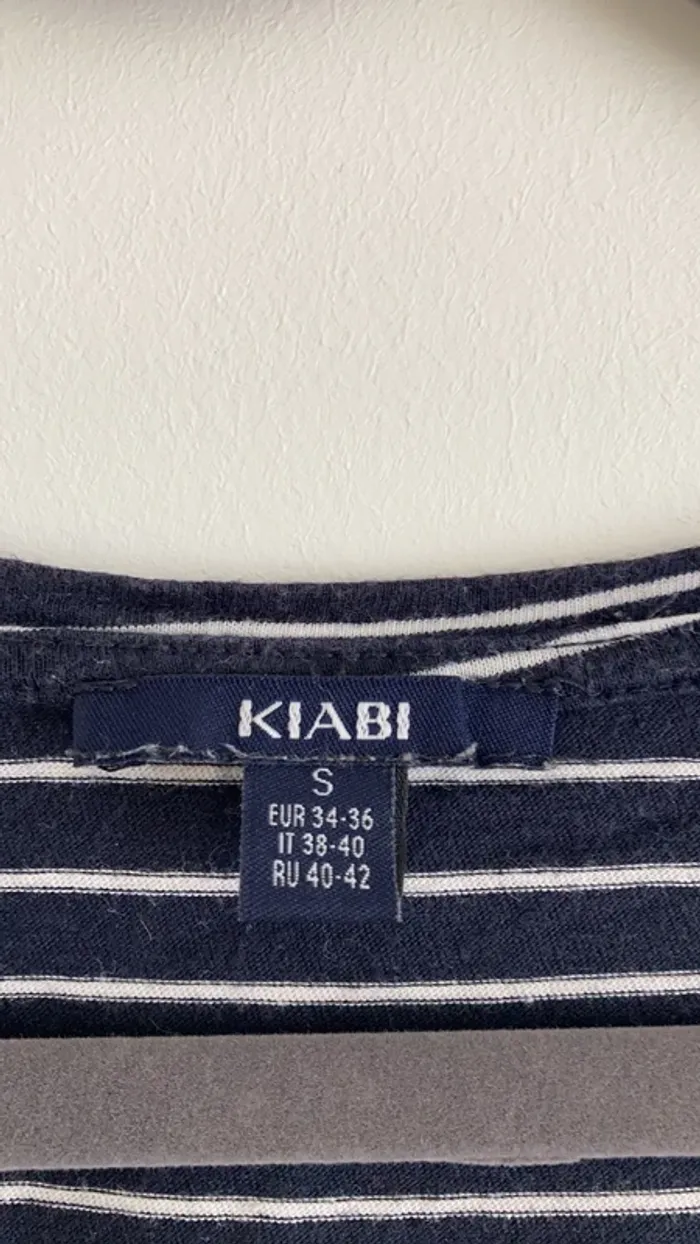 KIABI
S
EUR 34-36
IT 38-40
RU 40-42